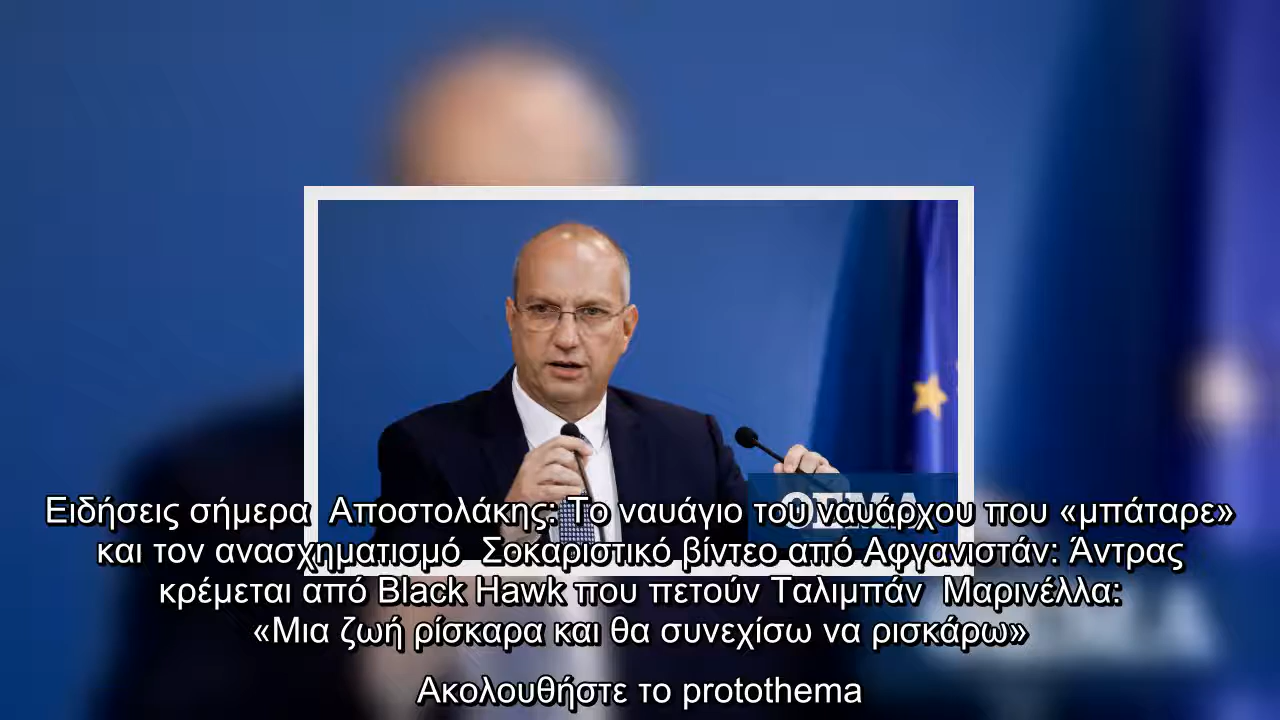 ΘΕΜΑ
Ειδήσεις σήμερα  Αποστολάκης: Το ναυάγιο του ναυάρχου που «μπάταρε»
και τον ανασχηματισμό  Σοκαριστικό βίντεο από Αφγανιστάν: Άντρας
κρέμεται από Black Hawk που πετούν Ταλιμπάν  Μαρινέλλα:
«Μια ζωή ρίσκαρα και θα συνεχίσω να ρισκάρω»
Ακολουθήστε το protothema